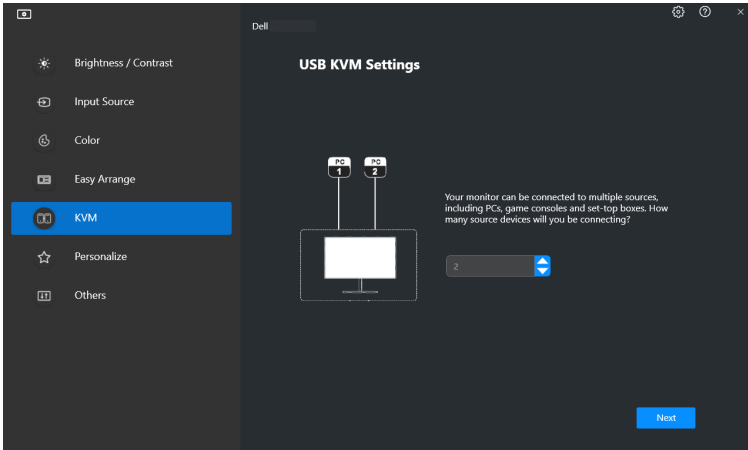 Dell
USB KVM Settings
Brightness / Contrast
Input Source
Color
Easy Arrange
KVM
Personalize
Others
PC
1
PC
2
Your monitor can be connected to multiple sources,
including PCs, game consoles and set-top boxes. How
many source devices will you be connecting?
2
Next